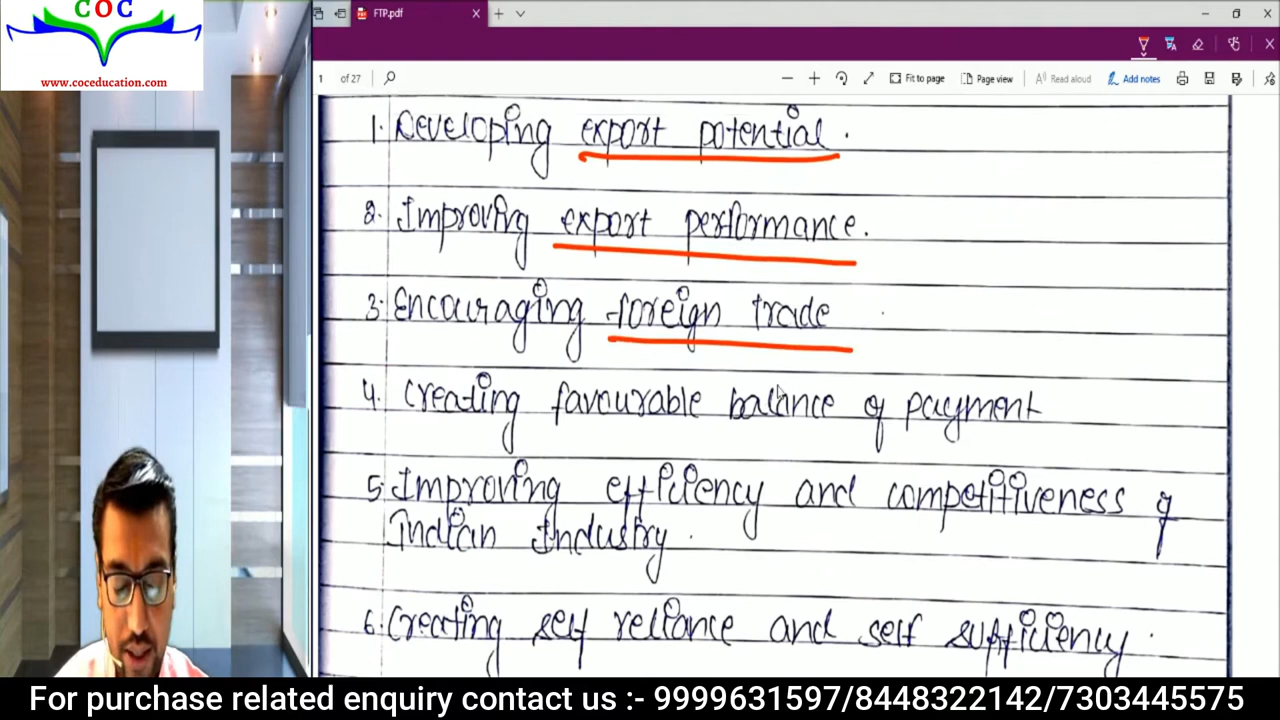 COC
www.coceducation.com
FTP.pdf
1 of 27
Fit to page
Page view
Read aloud
Add notes
1. Developing export potential.
2. Improving export performance.
3. Encouraging foreign trade
4. Creating favourable balance of payment
5. Improving efficiency and competitiveness of
Indian Industry.
6. Creating self reliance and self sufficiency.
For purchase related enquiry contact us :- 9999631597/8448322142/7303445575